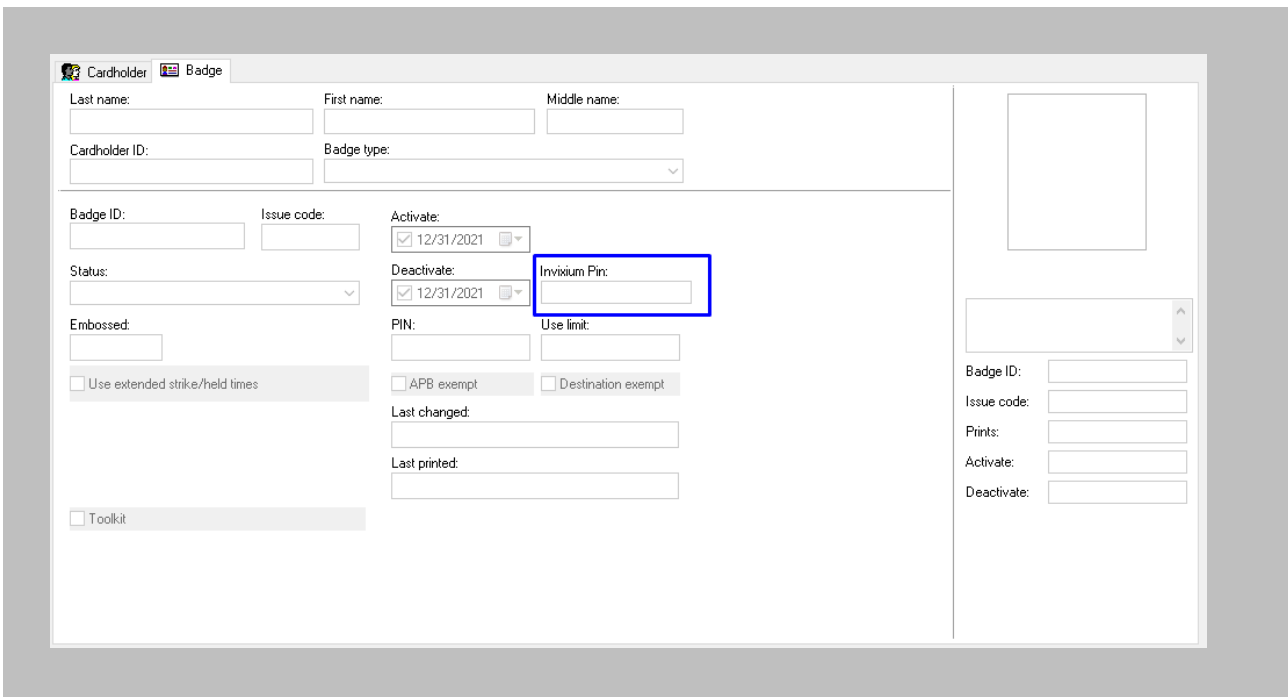 Cardholder Badge
Last name: First name: Middle name:
Cardholder ID: Badge type:
Badge ID: Issue code: Activate:
12/31/2021
Status: Deactivate: Invixium Pin:
12/31/2021
Embossed: PIN: Use limit:
Use extended strike/held times APB exempt Destination exempt
Last changed:
Last printed:
Toolkit
Badge ID:
Issue code:
Prints:
Activate:
Deactivate: